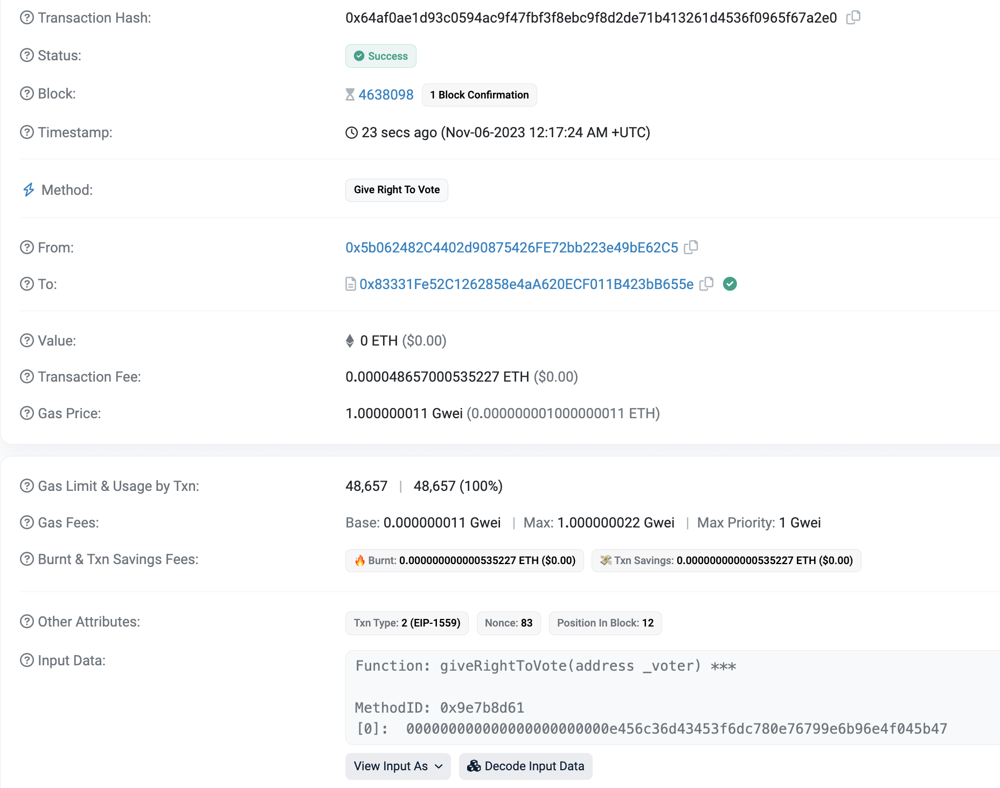 Transaction Hash: 0x64af0ae1d93c0594ac9f47fbf3f8ebc9f8d2de71b413261d4536f0965f67a2e0
Status: Success
Block: 4638098 1 Block Confirmation
Timestamp: 23 secs ago (Nov-06-2023 12:17:24 AM +UTC)
Method: Give Right To Vote
From: 0x5b062482C4402d90875426FE72bb223e49bE62C5
To: 0x83331Fe52C1262858e4aA620ECF011B423bB655e
Value: 0 ETH ($0.00)
Transaction Fee: 0.000048657000535227 ETH ($0.00)
Gas Price: 1.000000011 Gwei (0.000000001000000011 ETH)
Gas Limit & Usage by Txn: 48,657 | 48,657 (100%)
Gas Fees: Base: 0.000000011 Gwei | Max: 1.000000022 Gwei | Max Priority: 1 Gwei
Burnt & Txn Savings Fees: 🔥 Burnt: 0.000000000000535227 ETH ($0.00) 💸 Txn Savings: 0.000000000000535227 ETH ($0.00)
Other Attributes: Txn Type: 2 (EIP-1559) Nonce: 83 Position In Block: 12
Input Data: Function: giveRightToVote(address _voter) ***
MethodID: 0x9e7b8d61
[0]: 000000000000000000000000e456c36d43453f6dc780e76799e6b96e4f045b47
View Input As Decode Input Data